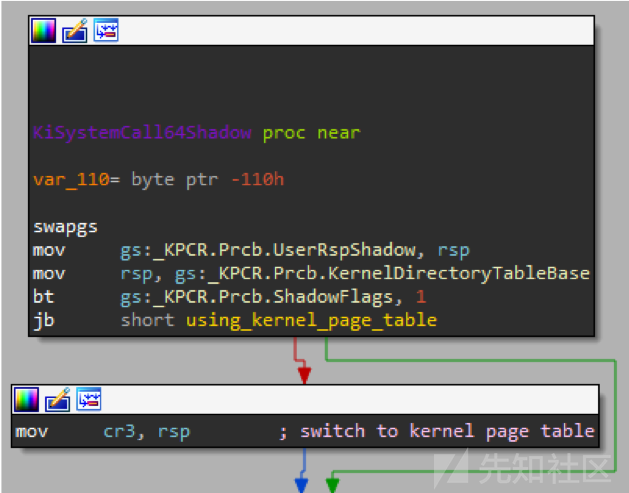 KiSystemCall64Shadow proc near
var_110= byte ptr -110h
swapgs
mov gs:_KPCR.Prcb.UserRspShadow, rsp
mov rsp, gs:_KPCR.Prcb.KernelDirectoryTableBase
bt gs:_KPCR.Prcb.ShadowFlags, 1
jb short using_kernel_page_table
mov cr3, rsp ; switch to kernel page table
先知社区